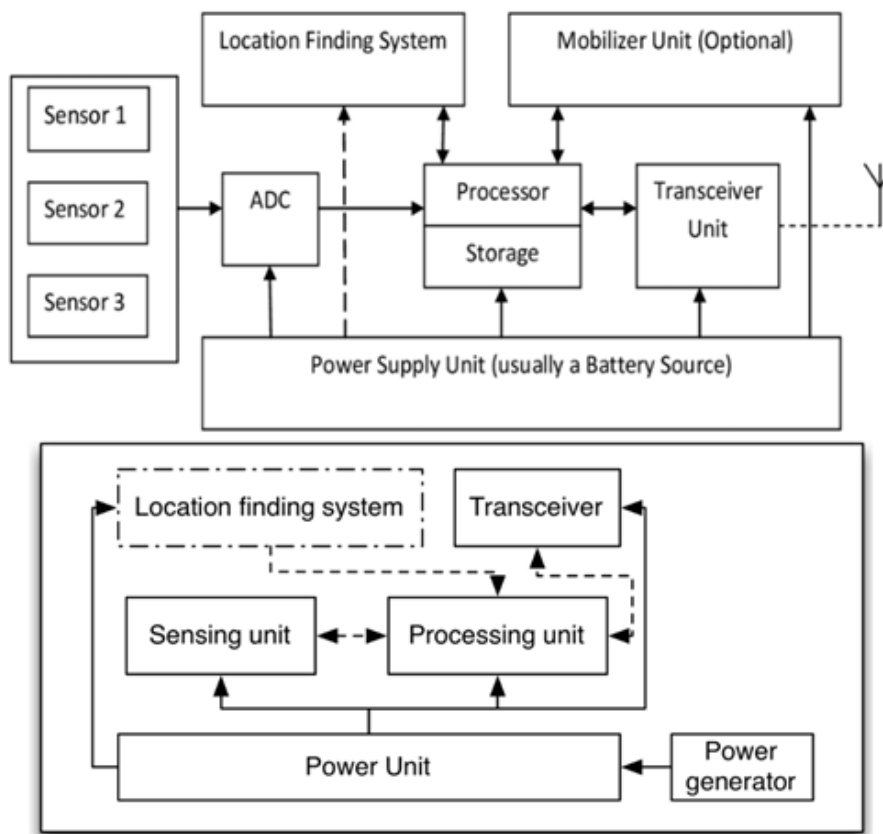 Location Finding System
Mobilizer Unit (Optional)
Sensor 1
Sensor 2
Sensor 3
ADC
Processor
Storage
Transceiver
Unit
Power Supply Unit (usually a Battery Source)
Location finding system
Transceiver
Sensing unit
Processing unit
Power Unit
Power
generator